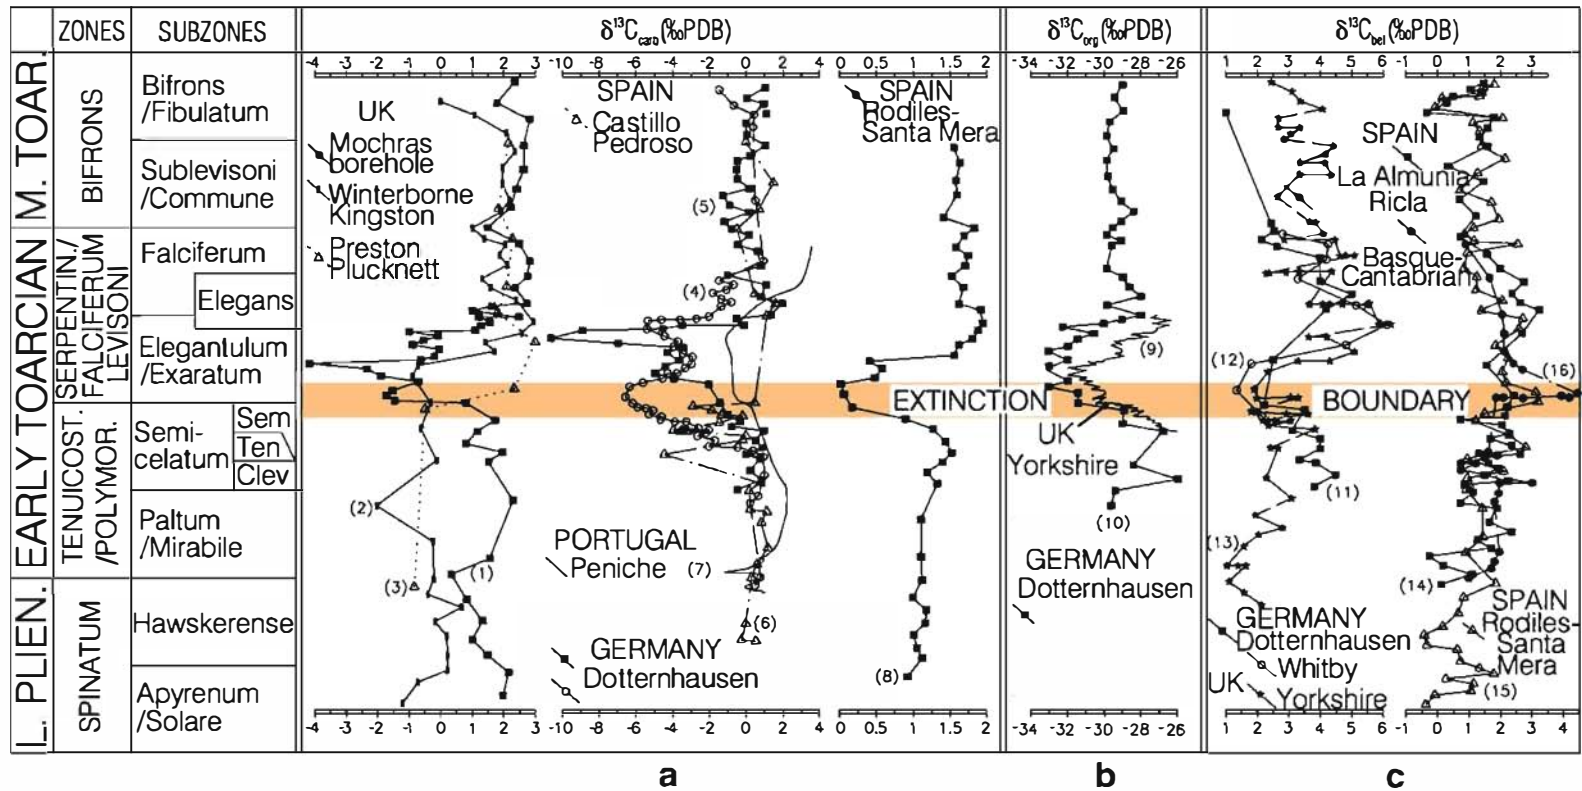 ZONES SUBZONES δ¹³Ccarb(‰PDB) δ¹³Corg(‰PDB) δ¹³Cbel(‰PDB)
L. PLIEN. EARLY TOARCIAN M. TOAR.
BIFRONS
SERPENTIN/
FALCIFERUM
LEVISONI
TENUICOST.
/POLYMOR.
SPINATUM
Bifrons
/Fibulatum
Sublevisoni
/Commune
Falciferum
Elegans
Elegantulum
/Exaratum
Semi-
celatum
Sem
Ten
Clev
Paltum
/Mirabile
Hawskerense
Apyrenum
/Solare
-4 -3 -2 -1 0 1 2 3
UK
Mochras
borehole
Winterborne
Kingston
Preston
Plucknett
(2)
(3)
(1)
-4 -3 -2 -1 0 1 2 3
-10 -8 -6 -4 -2 0 2 4
SPAIN
Castillo
Pedroso
(5)
(4)
PORTUGAL
Peniche (7)
(6)
GERMANY
Dotternhausen
-10 -8 -6 -4 -2 0 2 4
0 0.5 1 1.5 2
SPAIN
Rodiles-
Santa Mera
(8)
0 0.5 1 1.5 2
EXTINCTION BOUNDARY
-34 -32 -30 -28 -26
(9)
UK
Yorkshire
(10)
GERMANY
Dotternhausen
-34 -32 -30 -28 -26
1 2 3 4 5 6
(12)
(11)
(13)
GERMANY
Dotternhausen
Whitby
UK Yorkshire
1 2 3 4 5 6
-1 0 1 2 3
SPAIN
La Almunia
Ricla
Basque-
Cantabrian
(16)
(14)
SPAIN
Rodiles-
Santa
Mera
(15)
-1 0 1 2 3 4
a b c